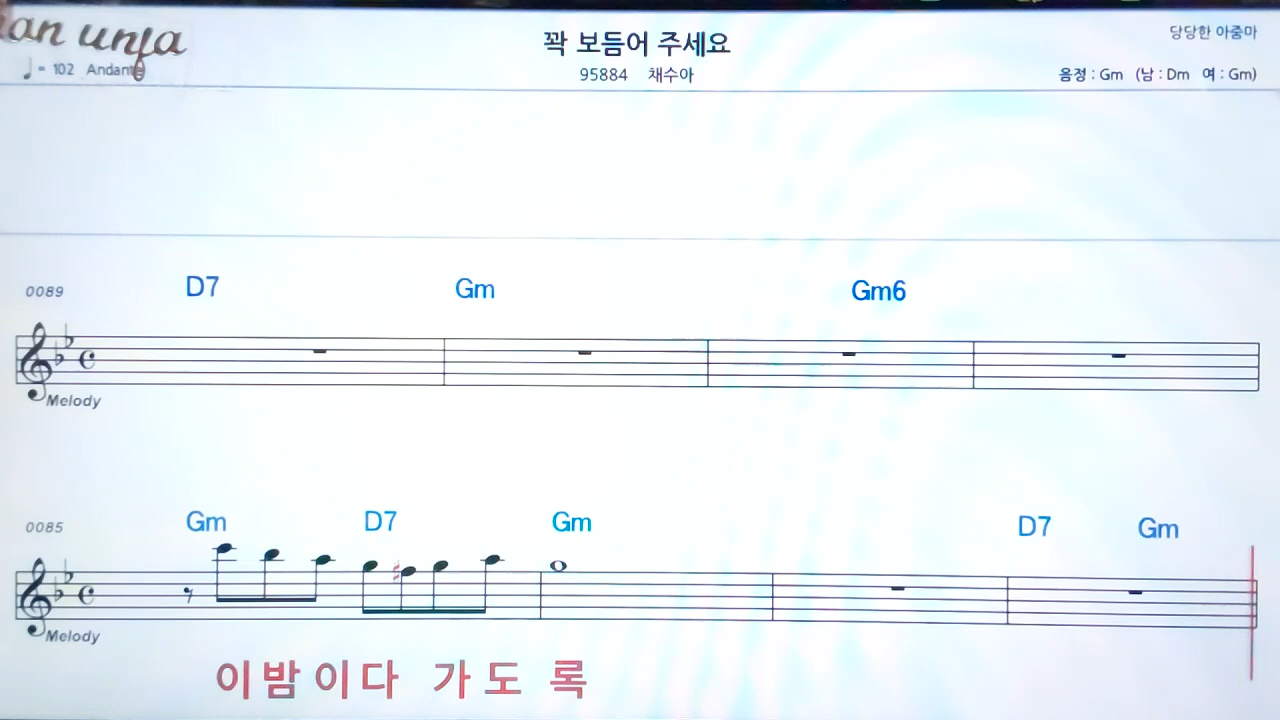 an unfa
꽉 보듬어 주세요
당당한 아줌마
♩ = 102 Andante
95884 채수아
음정 : Gm (남 : Dm 여 : Gm)
0089 D7 Gm Gm6
Melody
0085 Gm D7 Gm D7 Gm
Melody
이 밤 이 다 가 도 록